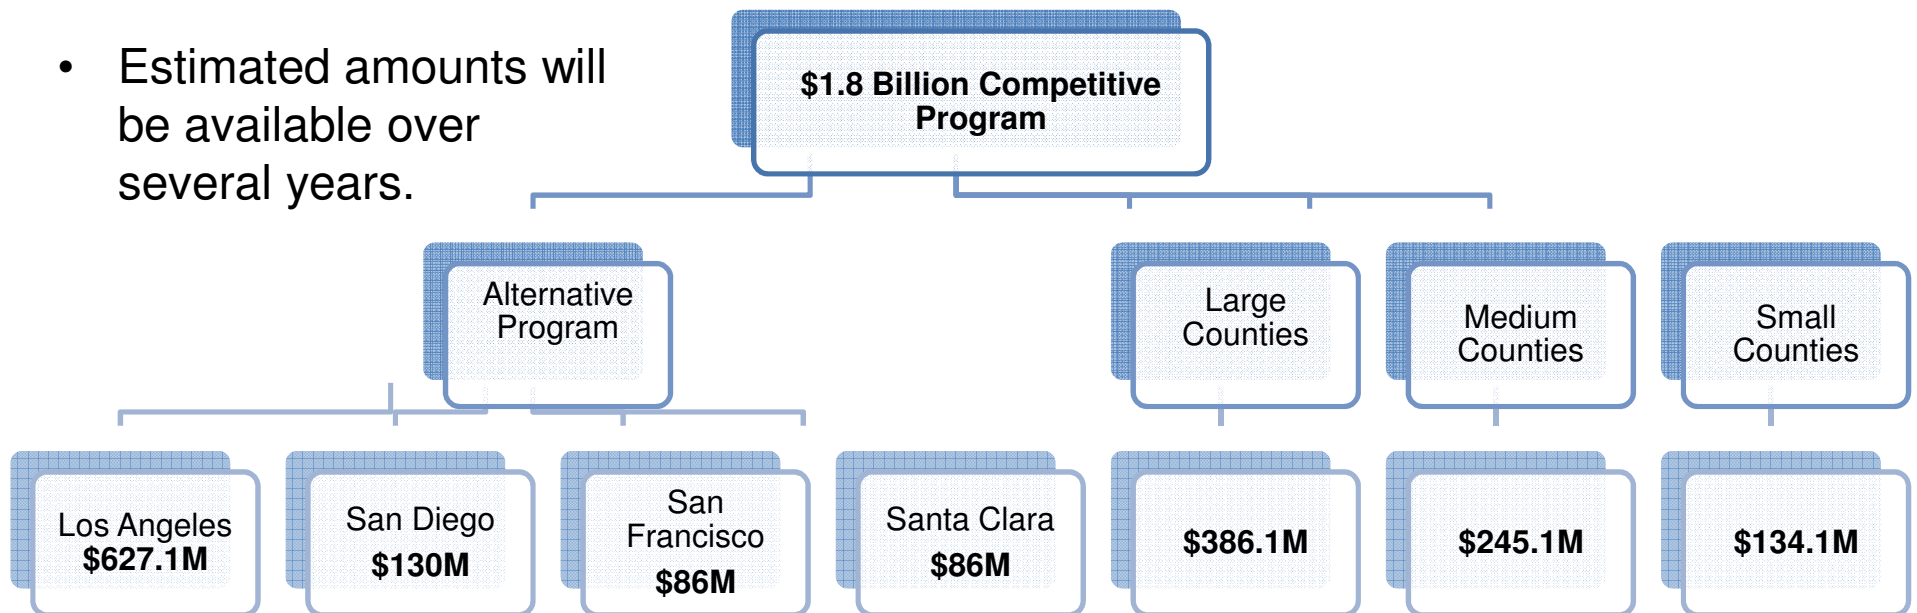 • Estimated amounts will
be available over
several years.
$1.8 Billion Competitive
Program
Alternative
Program
Large
Counties
Medium
Counties
Small
Counties
Los Angeles
$627.1M
San Diego
$130M
San
Francisco
$86M
Santa Clara
$86M
$386.1M
$245.1M
$134.1M